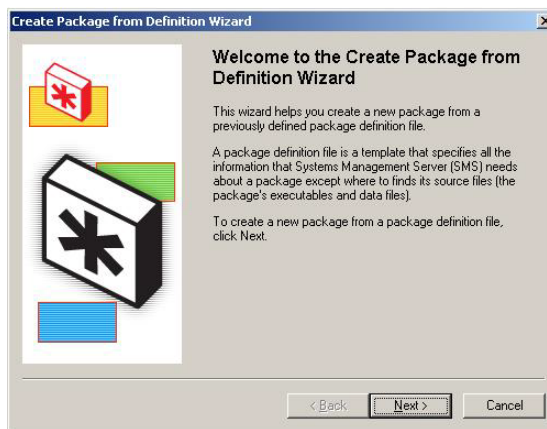 Create Package from Definition Wizard
Welcome to the Create Package from
Definition Wizard
This wizard helps you create a new package from a
previously defined package definition file.
A package definition file is a template that specifies all the
information that Systems Management Server (SMS) needs
about a package except where to finds its source files (the
package's executables and data files).
To create a new package from a package definition file,
click Next.
< Back
Next >
Cancel